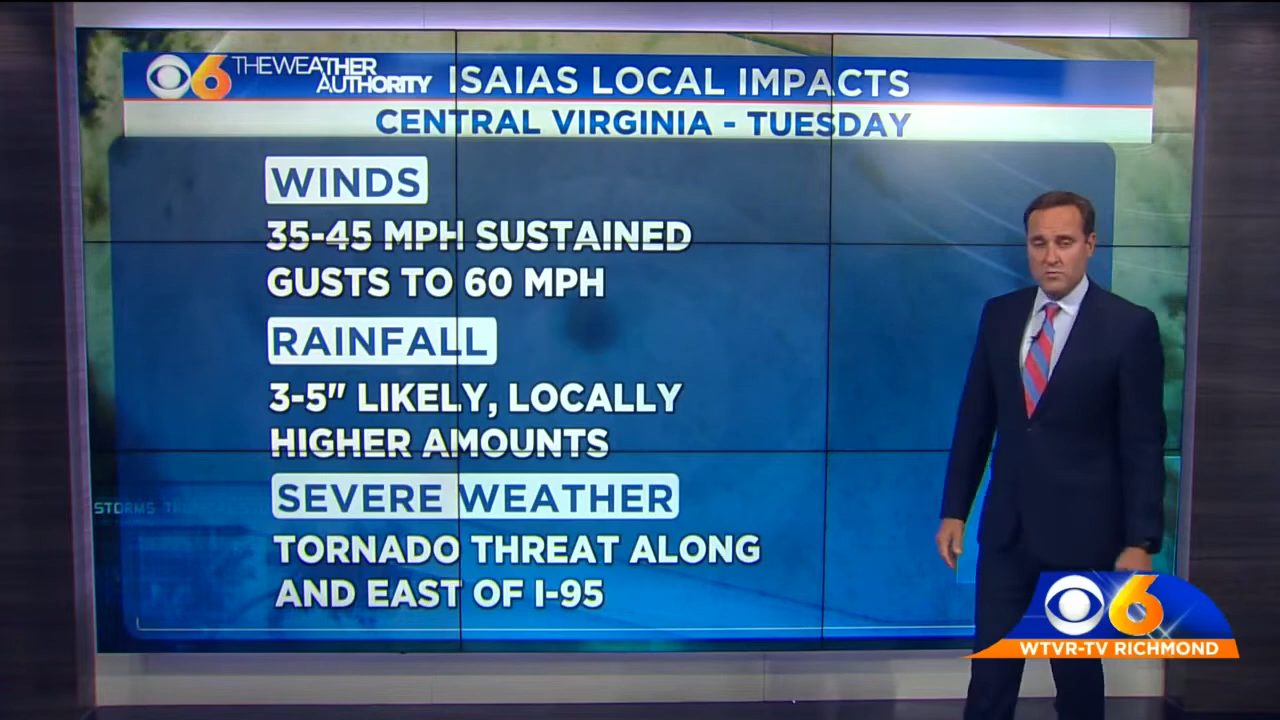 6 THE WEATHER AUTHORITY ISAIAS LOCAL IMPACTS
CENTRAL VIRGINIA - TUESDAY
WINDS
35-45 MPH SUSTAINED
GUSTS TO 60 MPH
RAINFALL
3-5" LIKELY, LOCALLY
HIGHER AMOUNTS
SEVERE WEATHER
STORMS
TORNADO THREAT ALONG
AND EAST OF I-95
6
WTVR-TV RICHMOND